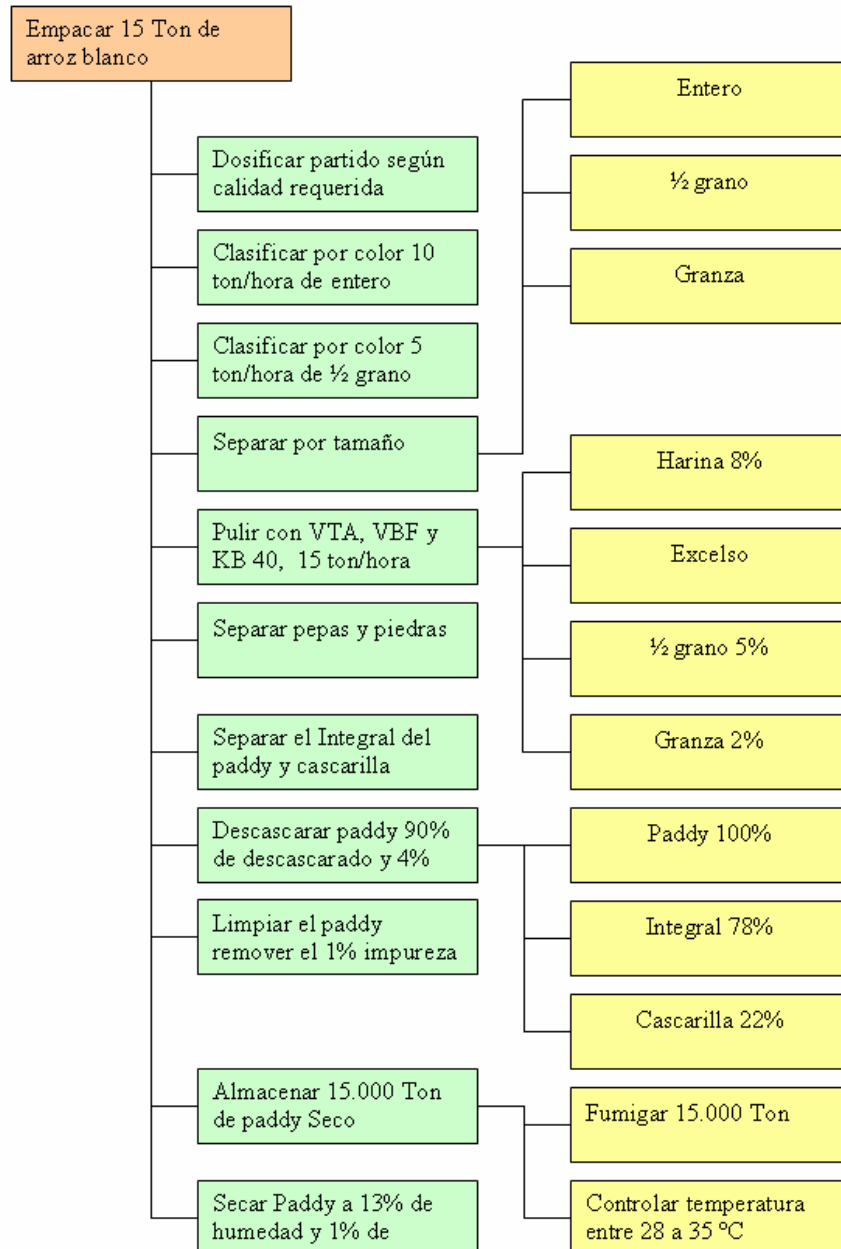 Empacar 15 Ton de
arroz blanco
Dosificar partido según
calidad requerida
Clasificar por color 10
ton/hora de entero
Clasificar por color 5
ton/hora de ½ grano
Separar por tamaño
Entero
½ grano
Granza
Pulir con VTA, VBF y
KB 40, 15 ton/hora
Harina 8%
Excelso
½ grano 5%
Granza 2%
Separar pepas y piedras
Separar el Integral del
paddy y cascarilla
Descascarar paddy 90%
de descascarado y 4%
Paddy 100%
Integral 78%
Cascarilla 22%
Limpiar el paddy
remover el 1% impureza
Almacenar 15.000 Ton
de paddy Seco
Fumigar 15.000 Ton
Controlar temperatura
entre 28 a 35 ºC
Secar Paddy a 13% de
humedad y 1% de